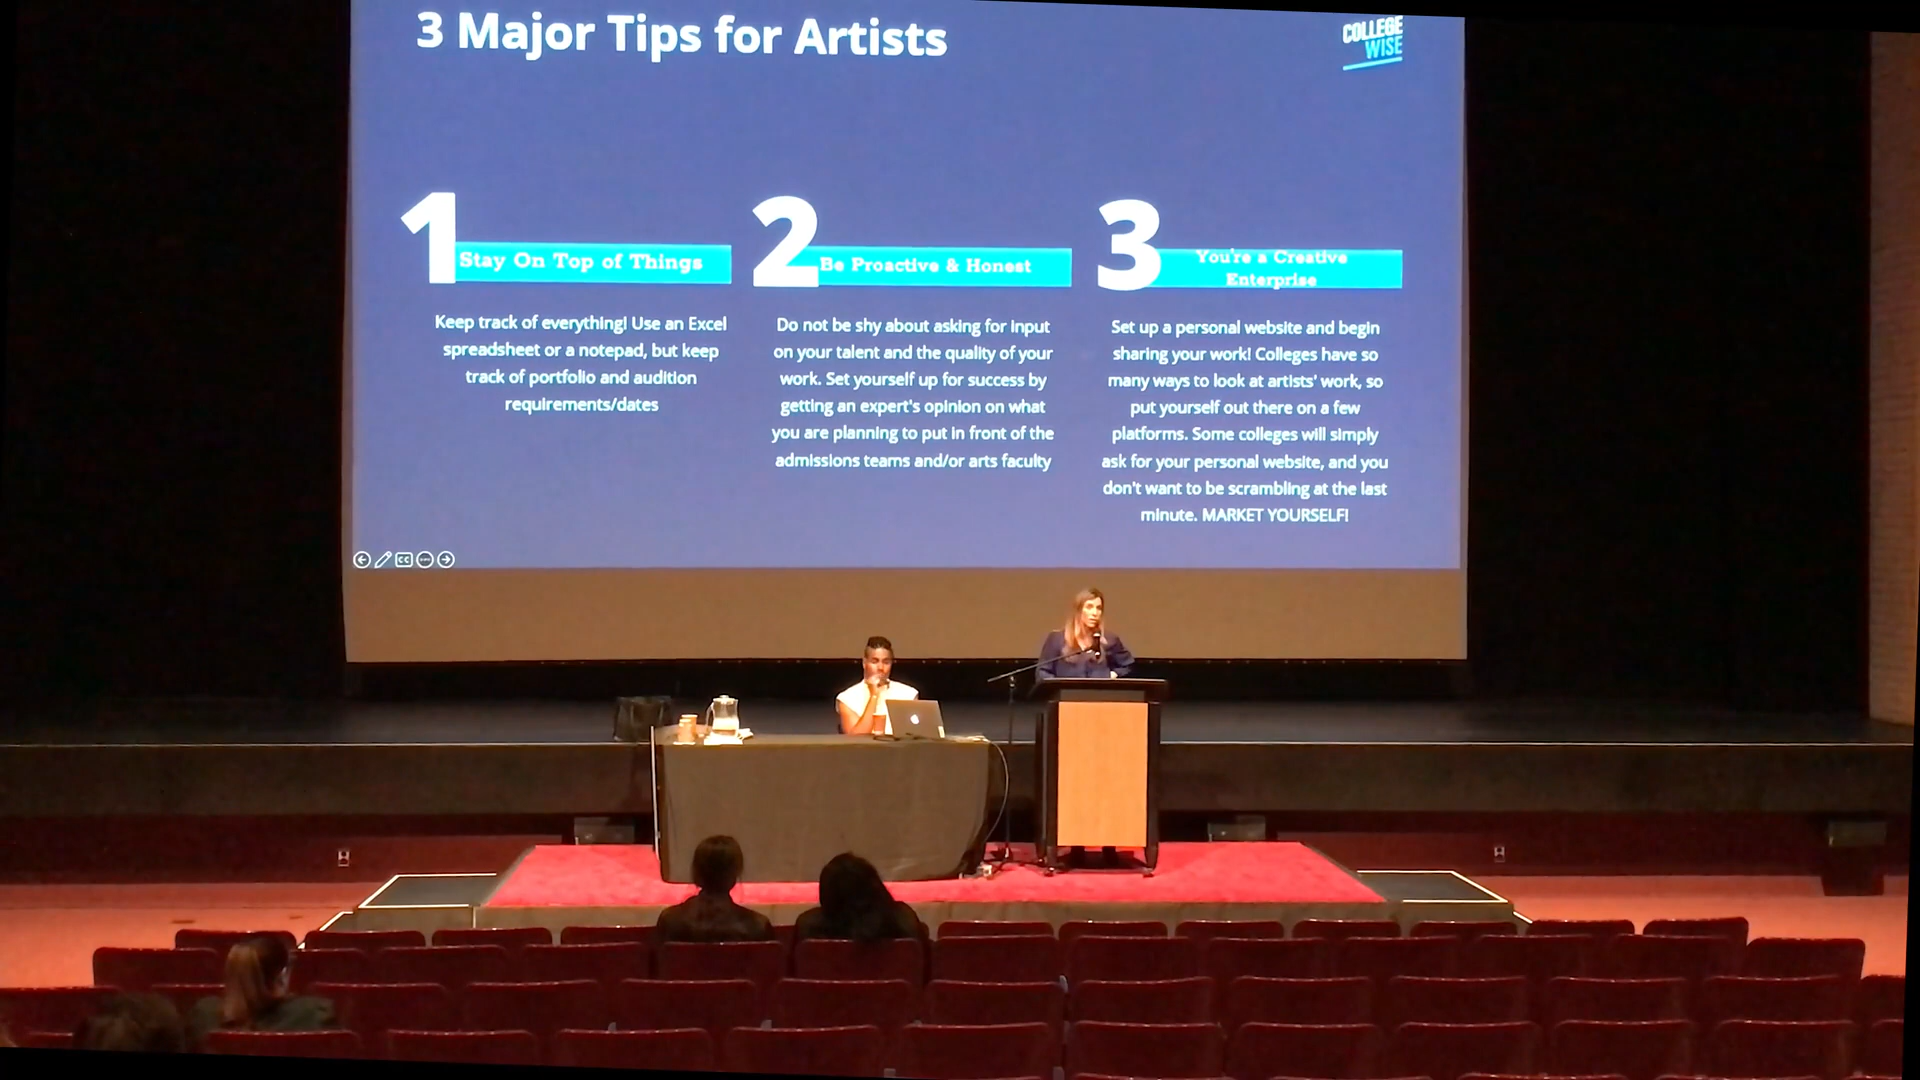 3 Major Tips for Artists
COLLEGE
WISE
1
Stay On Top of Things
Keep track of everything! Use an Excel
spreadsheet or a notepad, but keep
track of portfolio and audition
requirements/dates
2
Be Proactive & Honest
Do not be shy about asking for input
on your talent and the quality of your
work. Set yourself up for success by
getting an expert's opinion on what
you are planning to put in front of the
admissions teams and/or arts faculty
3
You're a Creative
Enterprise
Set up a personal website and begin
sharing your work! Colleges have so
many ways to look at artists' work, so
put yourself out there on a few
platforms. Some colleges will simply
ask for your personal website, and you
don't want to be scrambling at the last
minute. MARKET YOURSELF!
CC